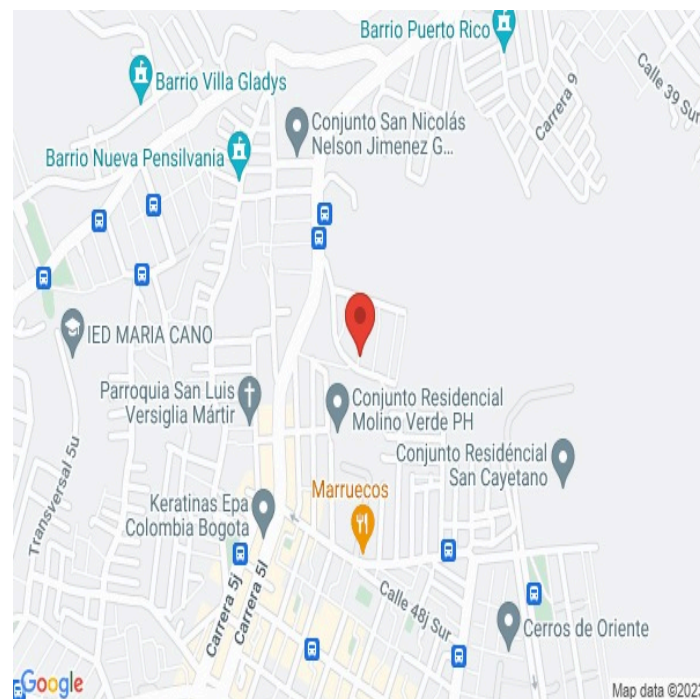 Barrio Puerto Rico
Calle 39 Sur
Barrio Villa Gladys
Carrera 9
Conjunto San Nicolás
Nelson Jimenez G...
Barrio Nueva Pensilvania
IED MARIA CANO
Parroquia San Luis
Versiglia Mártir
Conjunto Residencial
Molino Verde PH
Conjunto Residéncial
San Cayetano
Transversal 5u
Marruecos
Keratinas Epa
Colombia Bogota
Carrera 5j
Carrera 5l
Calle 48j Sur
Cerros de Oriente
Google
Map data ©202